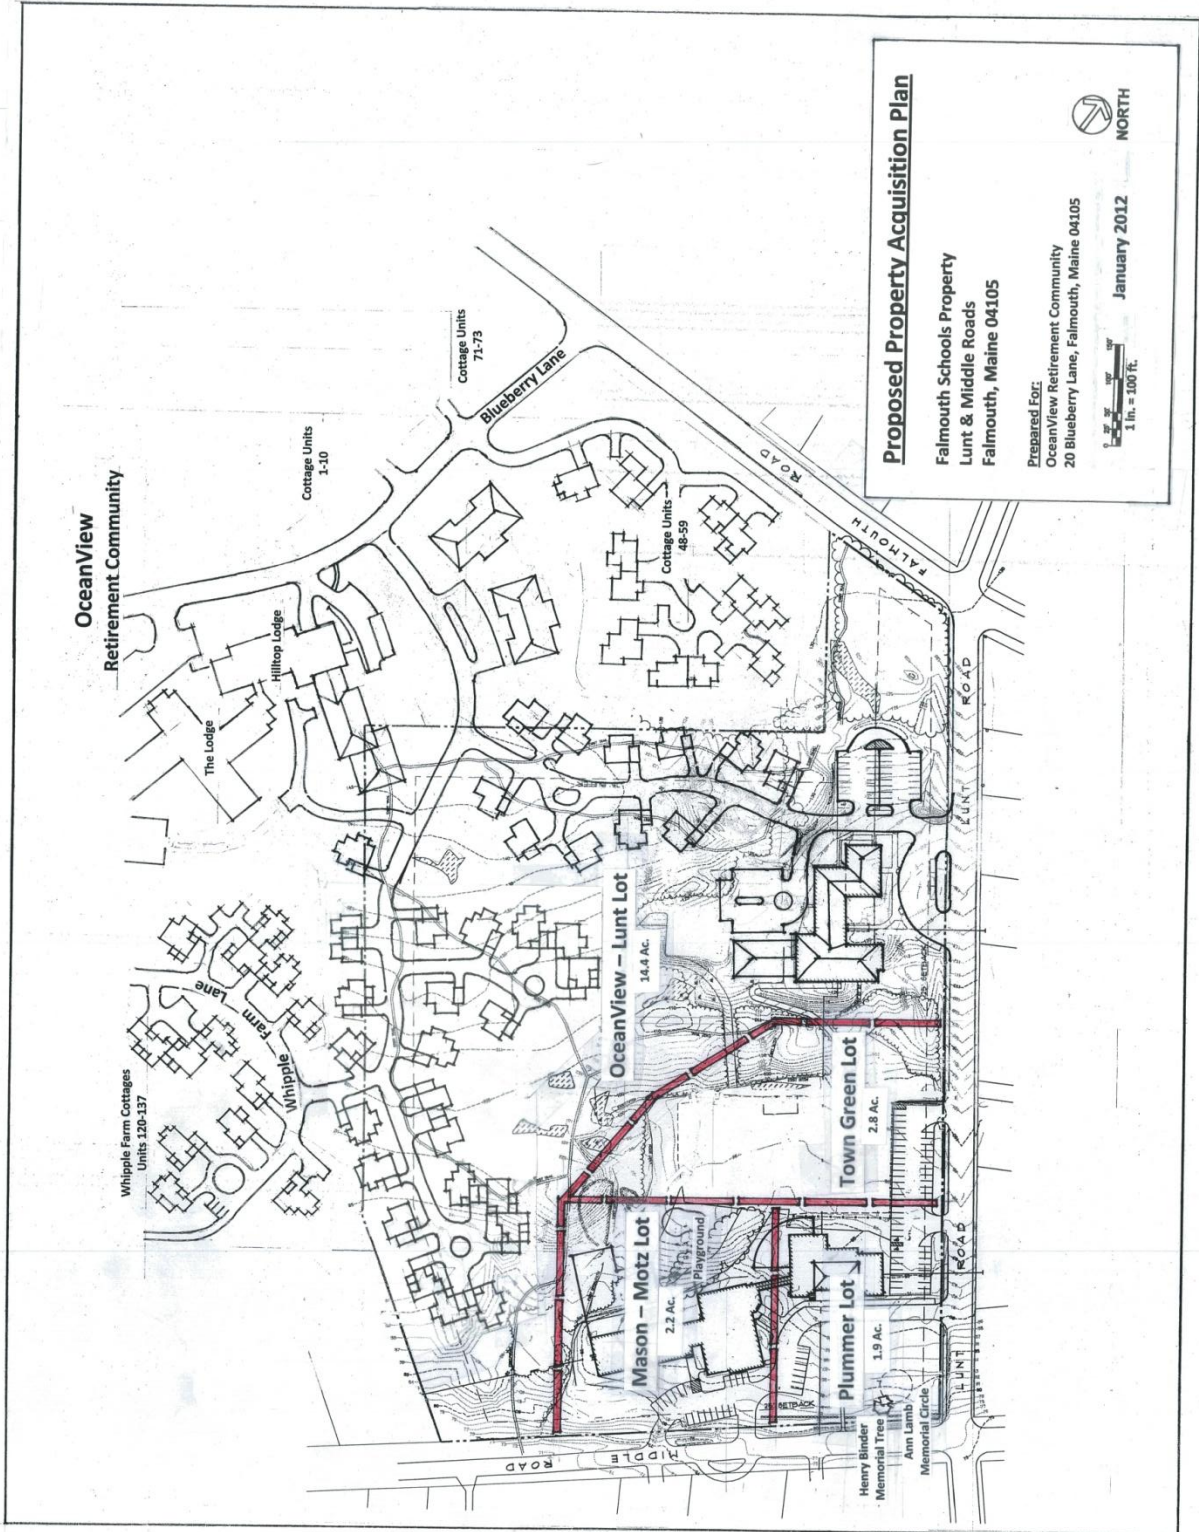 OceanView
Retirement Community
Whipple Farm Cottages
Units 120-137
Whipple
Farm
Lane
The Lodge
Hilltop Lodge
Cottage Units
1-10
Cottage Units
71-73
Blueberry Lane
Cottage Units
48-59
FALMOUTH ROAD
OceanView – Lunt Lot
14.4 Ac.
Mason – Motz Lot
2.2 Ac.
Playground
Town Green Lot
2.8 Ac.
Plummer Lot
1.9 Ac.
25' SETBACK
Henry Binder
Memorial Tree
Ann Lamb
Memorial Circle
MIDDLE ROAD
LUNT ROAD
LUNT ROAD
Proposed Property Acquisition Plan
Falmouth Schools Property
Lunt & Middle Roads
Falmouth, Maine 04105
Prepared For:
OceanView Retirement Community
20 Blueberry Lane, Falmouth, Maine 04105
1 in. = 100 ft.
January 2012
NORTH